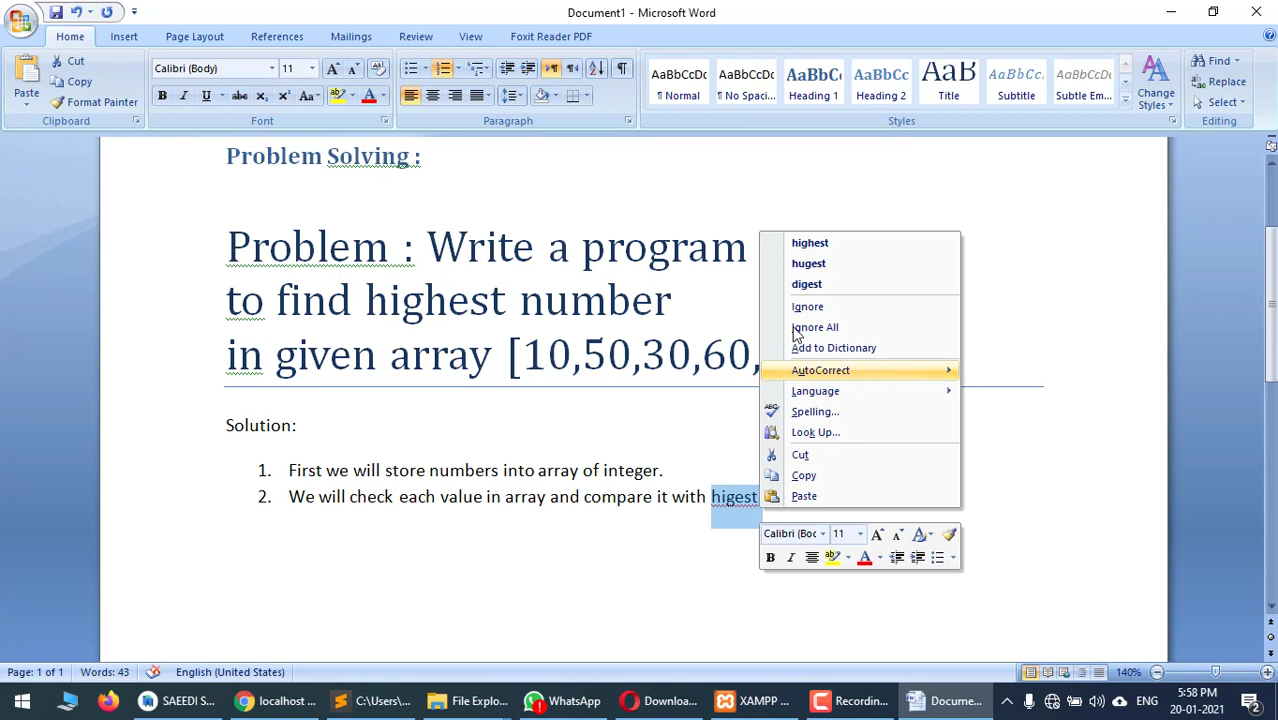 Document1 - Microsoft Word
Home Insert Page Layout References Mailings Review View Foxit Reader PDF
Paste
Cut
Copy
Format Painter
Clipboard
Calibri (Body) 11
Font
Paragraph
AaBbCcDc AaBbCcDc AaBbC AaBbCc AaB AaBbCc. AaBbCcDc
¶ Normal ¶ No Spaci... Heading 1 Heading 2 Title Subtitle Subtle Em...
Change Styles
Styles
Find
Replace
Select
Editing
Problem Solving :
Problem : Write a program
to find highest number
in given array [10,50,30,60,
Solution:
1. First we will store numbers into array of integer.
2. We will check each value in array and compare it with higest
highest
hugest
digest
Ignore
Ignore All
Add to Dictionary
AutoCorrect
Language
Spelling...
Look Up...
Cut
Copy
Paste
Calibri (Boc 11
Page: 1 of 1 Words: 43 English (United States) 140%
SAEEDI S... localhost ... C:\Users\... File Explo... WhatsApp Downloa... XAMPP ... Recording... Docume... ENG 5:58 PM
20-01-2021